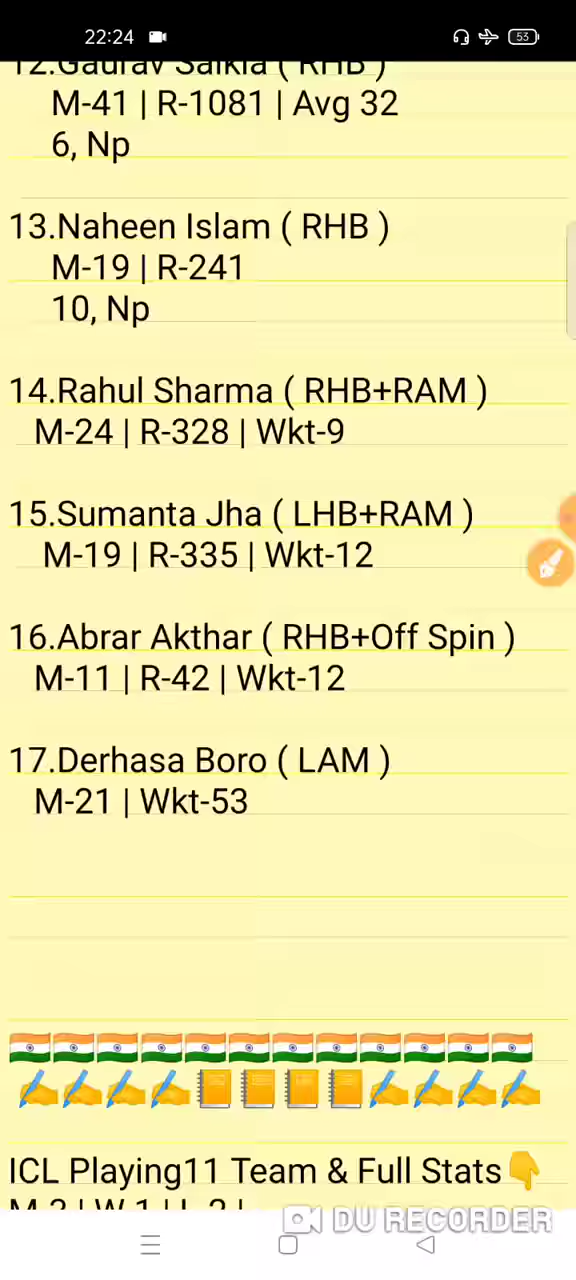 22:24
53
12.Gaurav Saikia ( RHB )
M-41 | R-1081 | Avg 32
6, Np
13.Naheen Islam ( RHB )
M-19 | R-241
10, Np
14.Rahul Sharma ( RHB+RAM )
M-24 | R-328 | Wkt-9
15.Sumanta Jha ( LHB+RAM )
M-19 | R-335 | Wkt-12
16.Abrar Akthar ( RHB+Off Spin )
M-11 | R-42 | Wkt-12
17.Derhasa Boro ( LAM )
M-21 | Wkt-53
ICL Playing11 Team & Full Stats👇
DU RECORDER